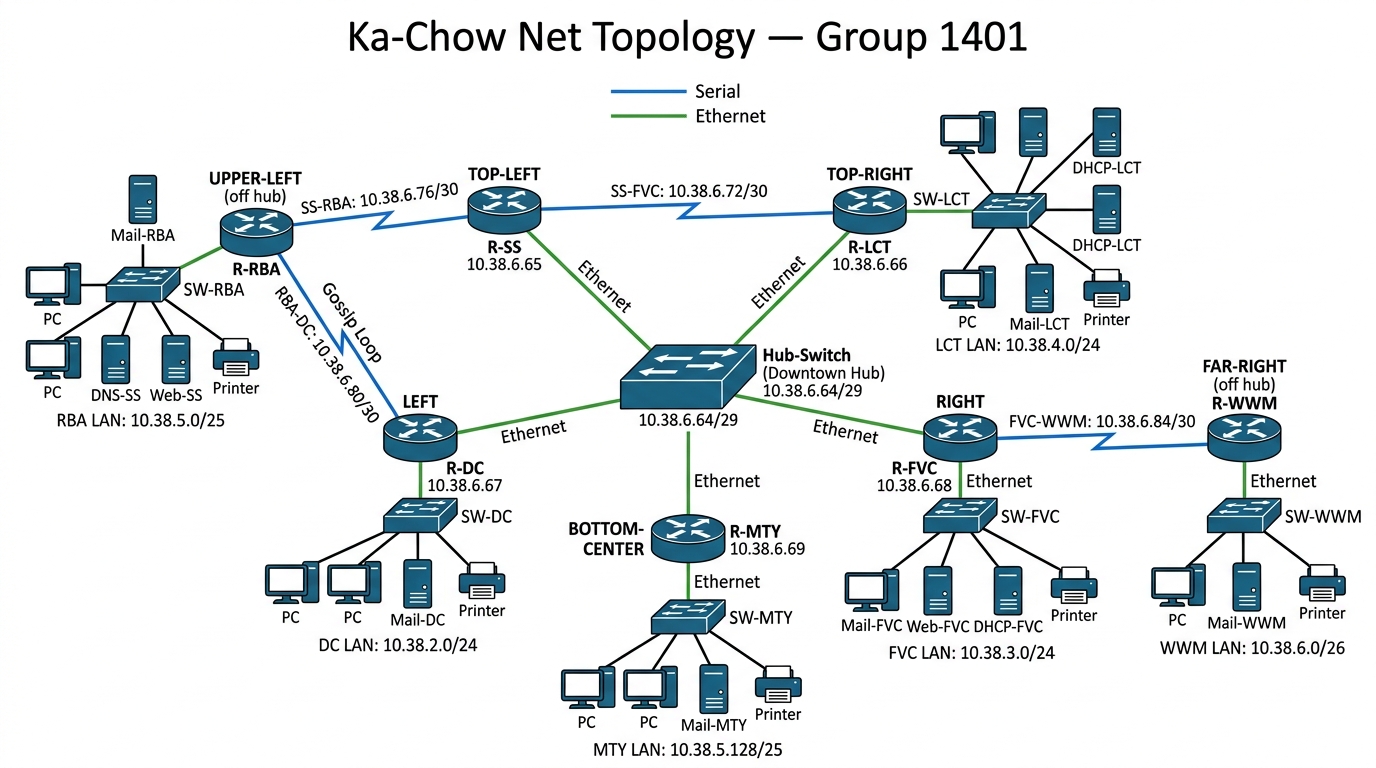 Ka-Chow Net Topology — Group 1401
Serial
Ethernet
UPPER-LEFT
(off hub)
R-RBA
SS-RBA: 10.38.6.76/30
TOP-LEFT
R-SS
10.38.6.65
SS-FVC: 10.38.6.72/30
TOP-RIGHT
R-LCT
10.38.6.66
SW-LCT
DHCP-LCT
DHCP-LCT
PC
Mail-LCT
Printer
LCT LAN: 10.38.4.0/24
Mail-RBA
SW-RBA
PC
PC
DNS-SS
Web-SS
Printer
RBA LAN: 10.38.5.0/25
Gossip Loop
RBA-DC: 10.38.6.80/30
Ethernet
Ethernet
Hub-Switch
(Downtown Hub)
10.38.6.64/29
10.38.6.64/29
LEFT
R-DC
10.38.6.67
Ethernet
SW-DC
PC
PC
Mail-DC
Printer
DC LAN: 10.38.2.0/24
Ethernet
BOTTOM-
CENTER
R-MTY
10.38.6.69
Ethernet
SW-MTY
PC
PC
Mail-MTY
Printer
MTY LAN: 10.38.5.128/25
Ethernet
RIGHT
R-FVC
10.38.6.68
Ethernet
SW-FVC
Mail-FVC
Web-FVC
DHCP-FVC
Printer
FVC LAN: 10.38.3.0/24
FVC-WWM: 10.38.6.84/30
FAR-RIGHT
(off hub)
R-WWM
Ethernet
SW-WWM
PC
Mail-WWM
Printer
WWM LAN: 10.38.6.0/26